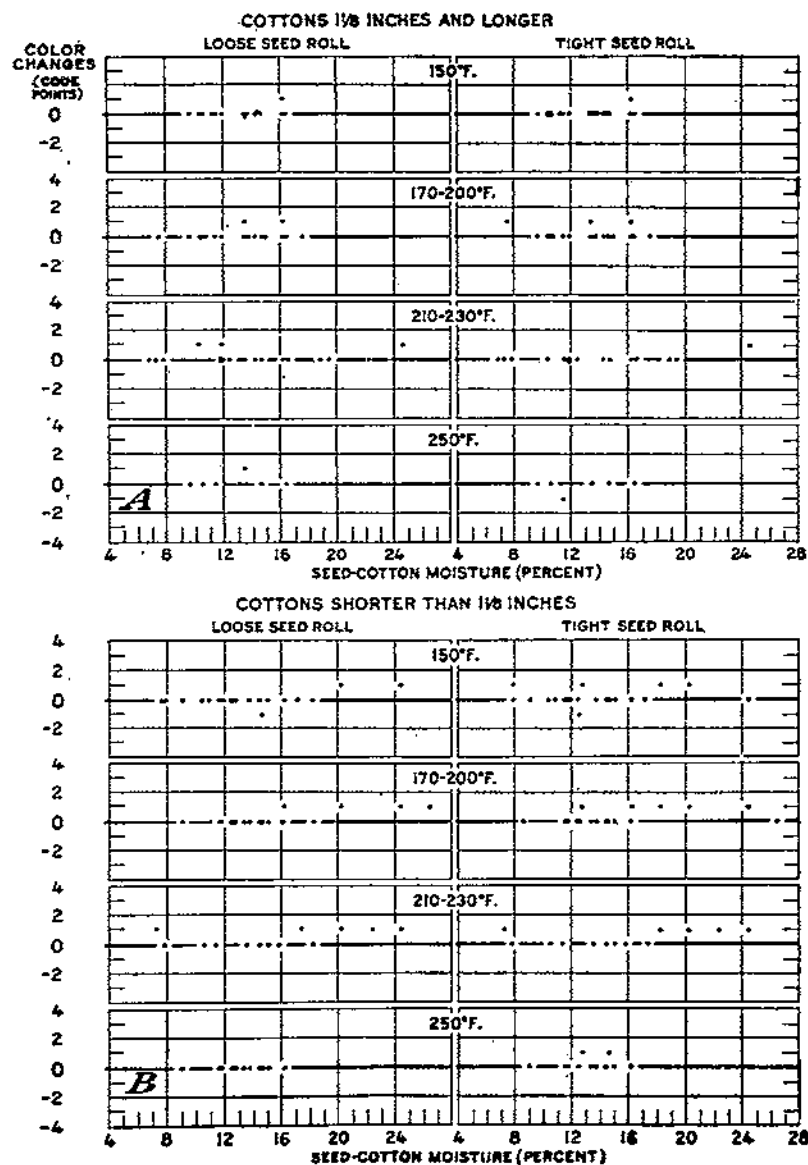 COTTONS 1 1/8 INCHES AND LONGER
COLOR CHANGES (CODE POINTS)
LOOSE SEED ROLL TIGHT SEED ROLL
150°F.
0
-2
170-200°F.
4
2
0
-2
210-230°F.
4
2
0
-2
250°F.
4
2
0
-2
-4
A
4 8 12 16 20 24 4 8 12 16 20 24 28
SEED-COTTON MOISTURE (PERCENT)
COTTONS SHORTER THAN 1 1/8 INCHES
LOOSE SEED ROLL TIGHT SEED ROLL
150°F.
4
2
0
-2
170-200°F.
4
2
0
-2
210-230°F.
4
2
0
-2
250°F.
4
2
0
-2
-4
B
4 8 12 16 20 24 4 8 12 16 20 24 28
SEED-COTTON MOISTURE (PERCENT)